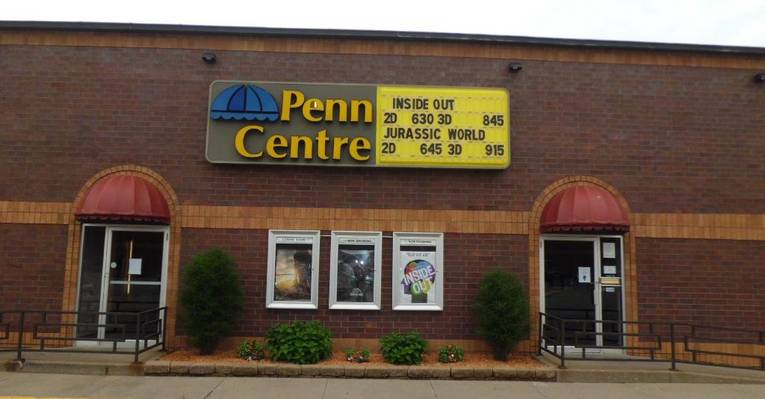 Penn
Centre
INSIDE OUT
2D 630 3D 845
JURASSIC WORLD
2D 645 3D 915
INSIDE
OUT